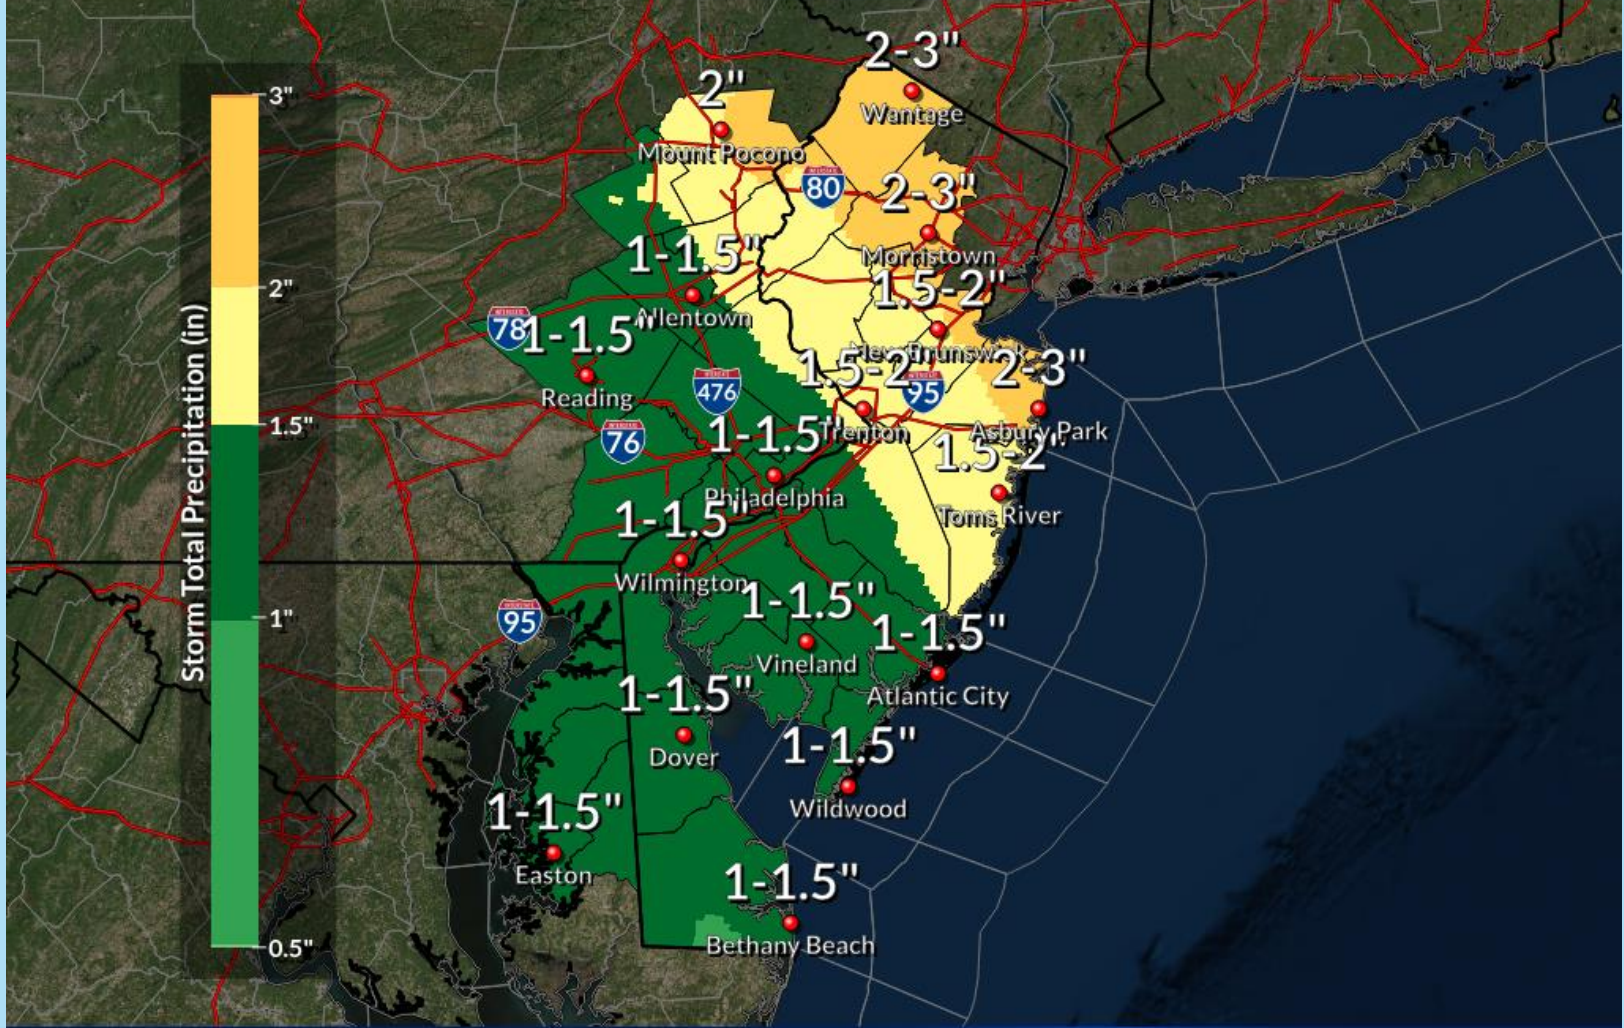 2-3"
Wantage
2"
Mount Pocono
3"
80
2-3"
Morristown
1-1.5"
Allentown
2"
1.5-2"
New Brunswick
78
1-1.5"
Reading
476
1.5-2"
Trenton
95
2-3"
Asbury Park
1.5"
76
1-1.5"
Philadelphia
1.5-2"
Toms River
1-1.5"
Wilmington
Storm Total Precipitation (in)
1"
95
1-1.5"
Vineland
1-1.5"
Atlantic City
1-1.5"
Dover
1-1.5"
Wildwood
1-1.5"
Easton
1-1.5"
Bethany Beach
0.5"